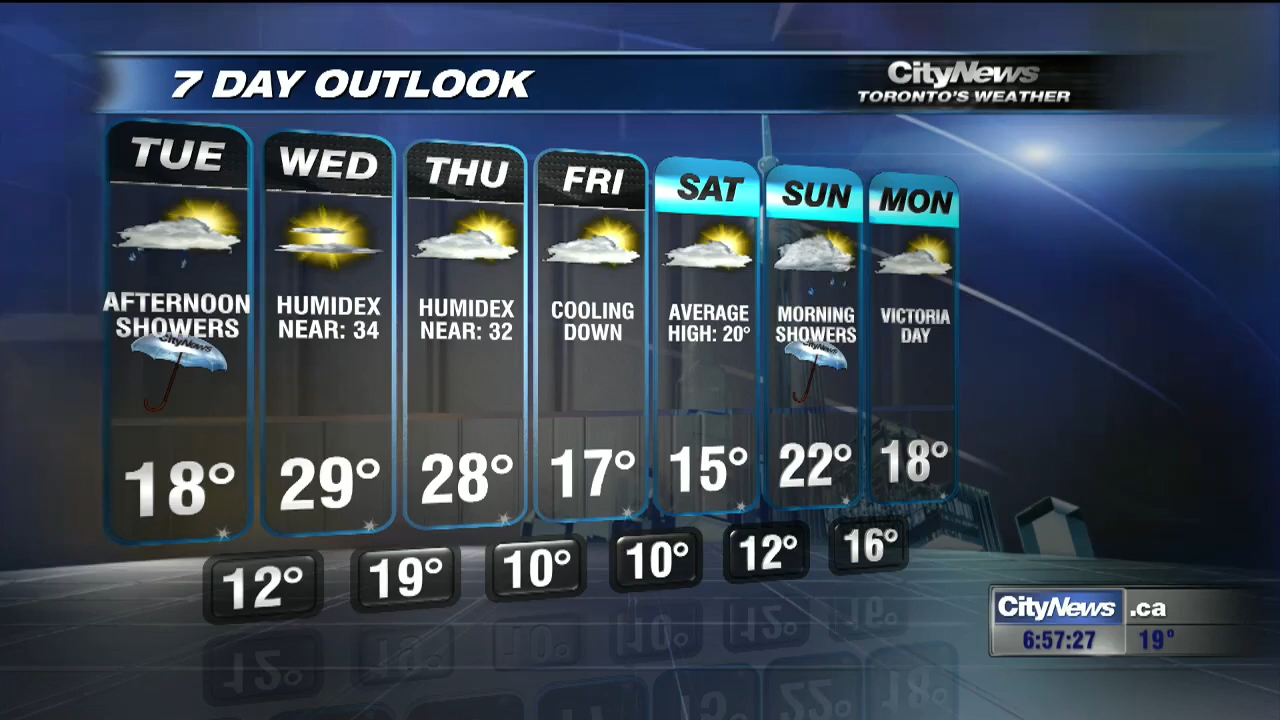 7 DAY OUTLOOK
CityNews
TORONTO'S WEATHER
TUE
AFTERNOON
SHOWERS
CityNews
18°
WED
HUMIDEX
NEAR: 34
29°
THU
HUMIDEX
NEAR: 32
28°
FRI
COOLING
DOWN
17°
SAT
AVERAGE
HIGH: 20°
15°
SUN
MORNING
SHOWERS
CityNews
22°
MON
VICTORIA
DAY
18°
12°
19°
10°
10°
12°
16°
CityNews .ca
6:57:27 19°